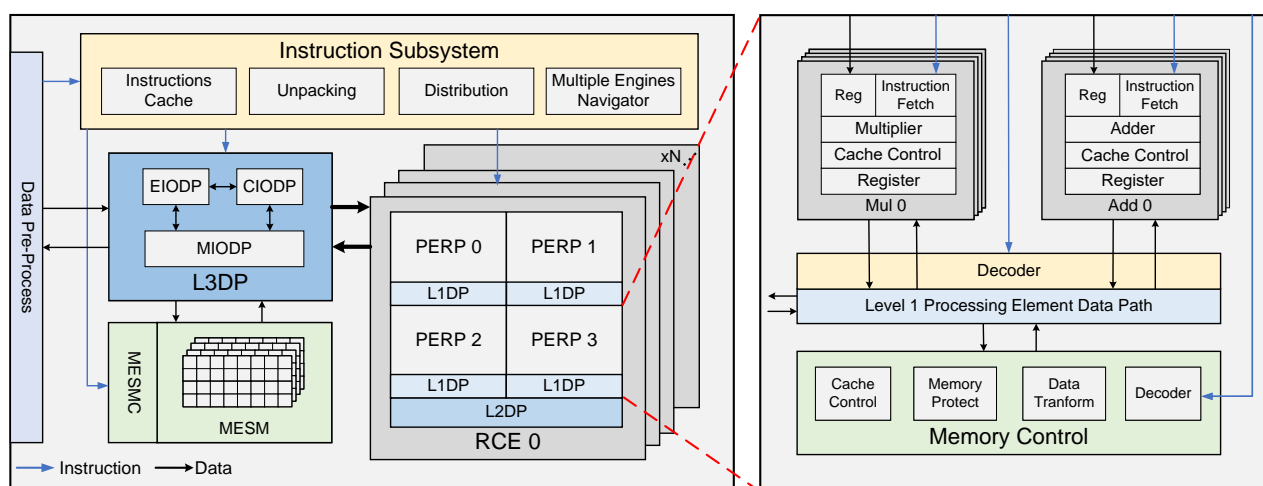 Instruction Subsystem
Instructions
Cache
Unpacking
Distribution
Multiple Engines
Navigator
Data Pre-Process
EIODP
CIODP
MIODP
L3DP
MESMC
MESM
xN
PERP 0
PERP 1
L1DP
L1DP
PERP 2
PERP 3
L1DP
L1DP
L2DP
RCE 0
Instruction
Data
Reg
Instruction
Fetch
Multiplier
Cache Control
Register
Mul 0
Reg
Instruction
Fetch
Adder
Cache Control
Register
Add 0
Decoder
Level 1 Processing Element Data Path
Cache
Control
Memory
Protect
Data
Tranform
Decoder
Memory Control